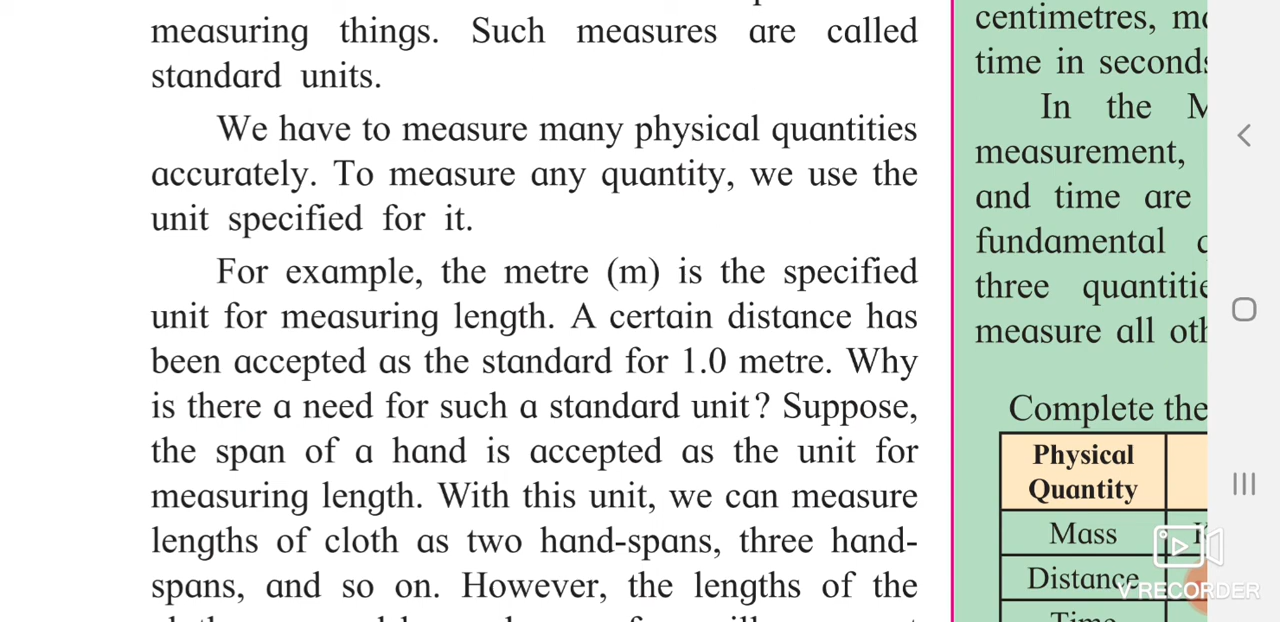 measuring things. Such measures are called
standard units.
We have to measure many physical quantities
accurately. To measure any quantity, we use the
unit specified for it.
For example, the metre (m) is the specified
unit for measuring length. A certain distance has
been accepted as the standard for 1.0 metre. Why
is there a need for such a standard unit? Suppose,
the span of a hand is accepted as the unit for
measuring length. With this unit, we can measure
lengths of cloth as two hand-spans, three hand-
spans, and so on. However, the lengths of the
centimetres,
time in seconds
In the M
measurement,
and time are
fundamental
three quantitie
measure all oth
Complete the
Physical
Quantity
Mass
Distance
Time
V RECORDER